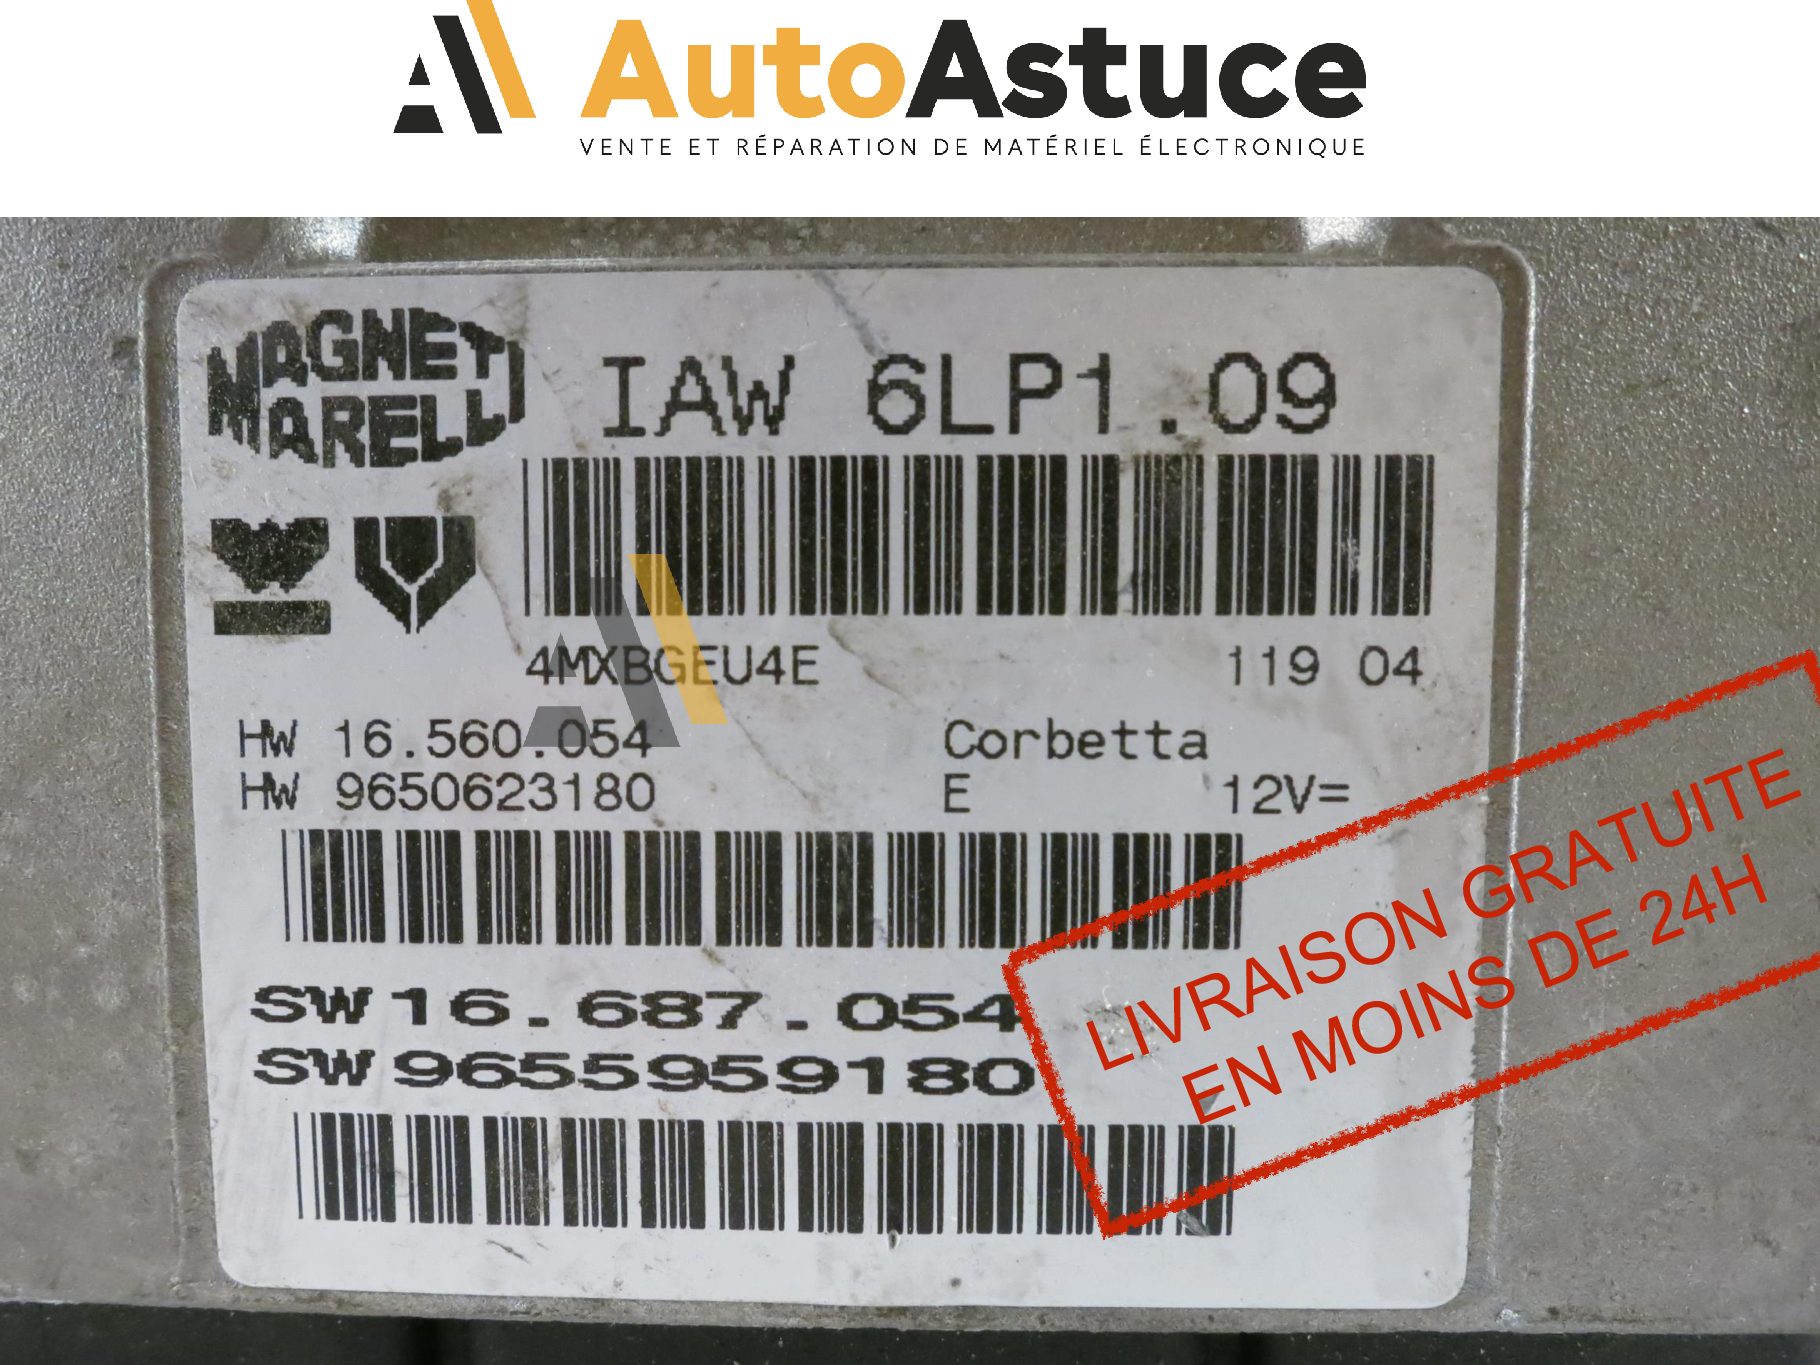 AutoAstuce
VENTE ET RÉPARATION DE MATÉRIEL ÉLECTRONIQUE
MAGNETI
MARELLI
IAW 6LP1.09
4MXBGEU4E 119 04
HW 16.560.054 Corbetta
HW 9650623180 E 12V=
SW 16.687.054
SW 9655959180
LIVRAISON GRATUITE
EN MOINS DE 24H